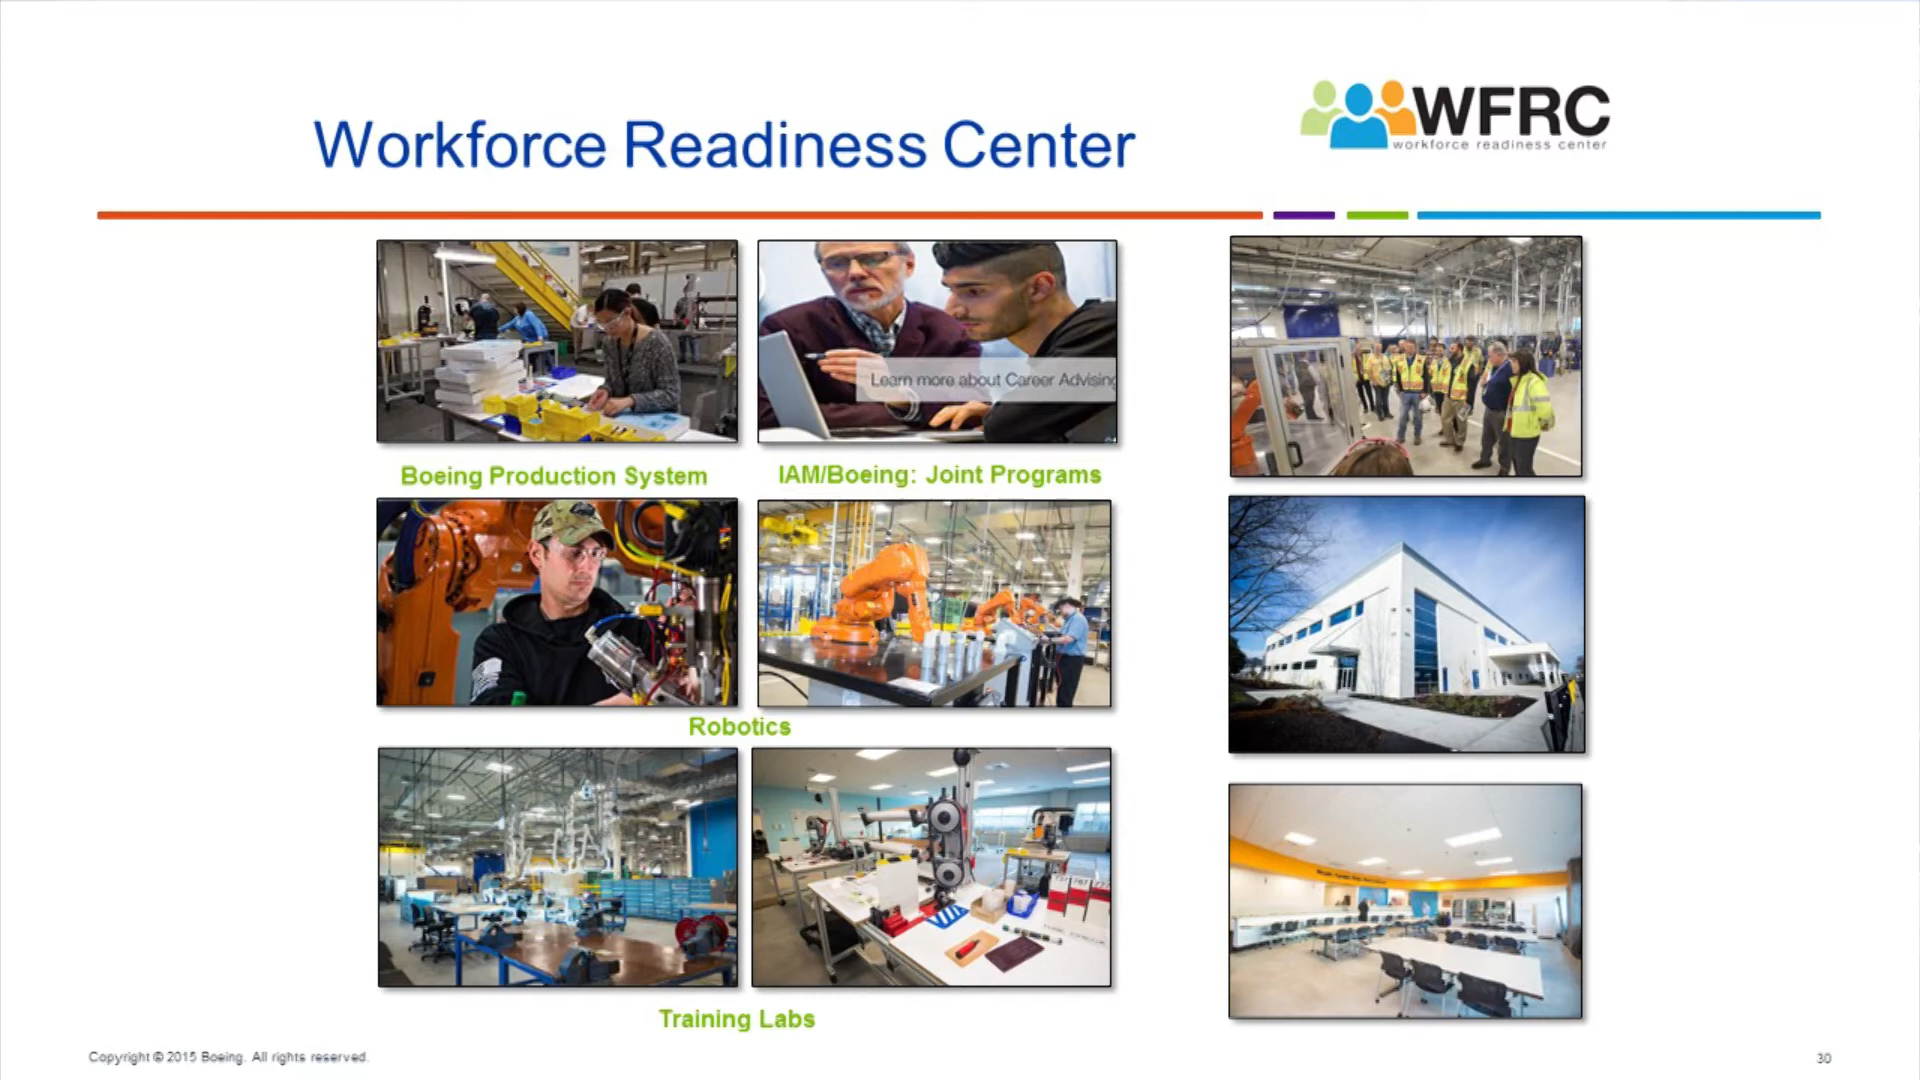 Workforce Readiness Center
WFRC
workforce readiness center
Learn more about Career Advising
Boeing Production System
IAM/Boeing: Joint Programs
Robotics
Training Labs
Copyright © 2015 Boeing. All rights reserved.
30